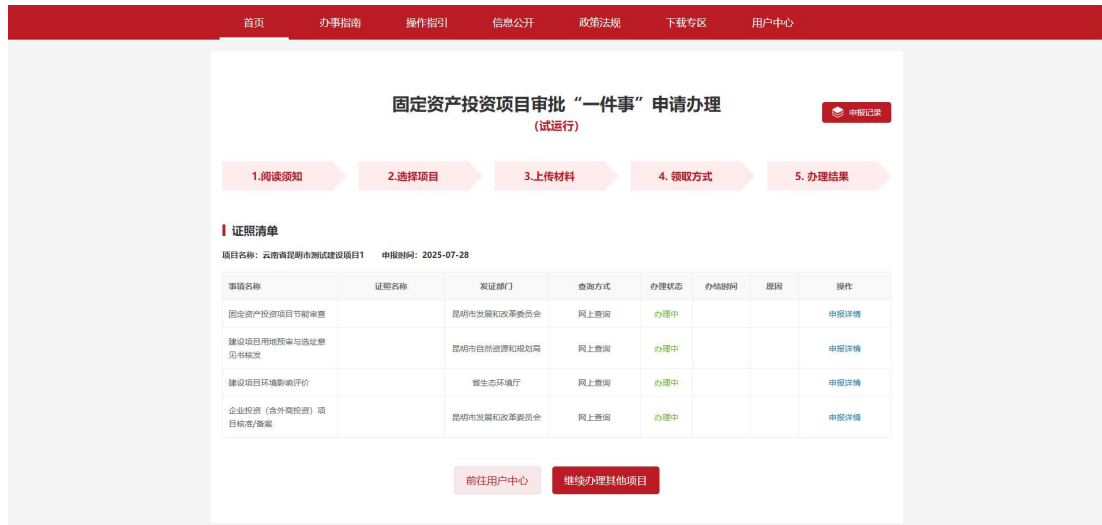 首页 办事指南 操作指引 信息公开 政策法规 下载专区 用户中心
固定资产投资项目审批“一件事”申请办理
(试运行)
申报记录
1.阅读须知 2.选择项目 3.上传材料 4. 领取方式 5. 办理结果
证照清单
项目名称：云南省昆明市测试建设项目1 申报时间：2025-07-28
事项名称 证照名称 发证部门 查询方式 办理状态 办结时间 原因 操作
固定资产投资项目节能审查 昆明市发展和改革委员会 网上查询 办理中 申报详情
建设项目用地预审与选址意
见书核发 昆明市自然资源和规划局 网上查询 办理中 申报详情
建设项目环境影响评价 省生态环境厅 网上查询 办理中 申报详情
企业投资（含外商投资）项
目核准/备案 昆明市发展和改革委员会 网上查询 办理中 申报详情
前往用户中心 继续办理其他项目